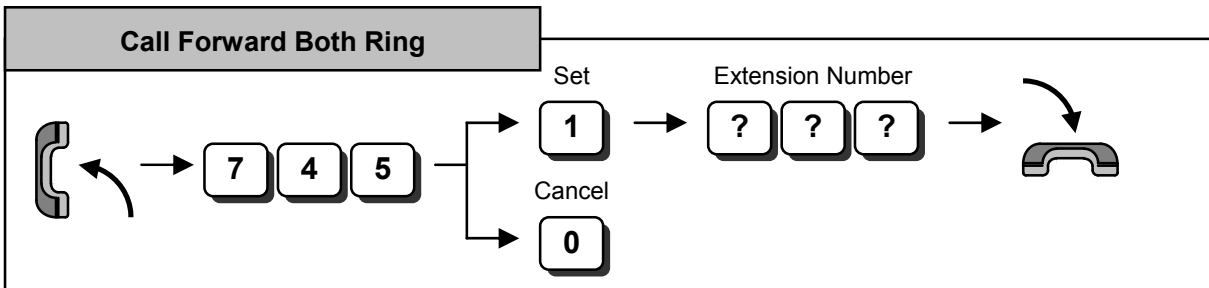 Call Forward Both Ring
Set Extension Number
7 4 5 1 ? ? ?
Cancel
0